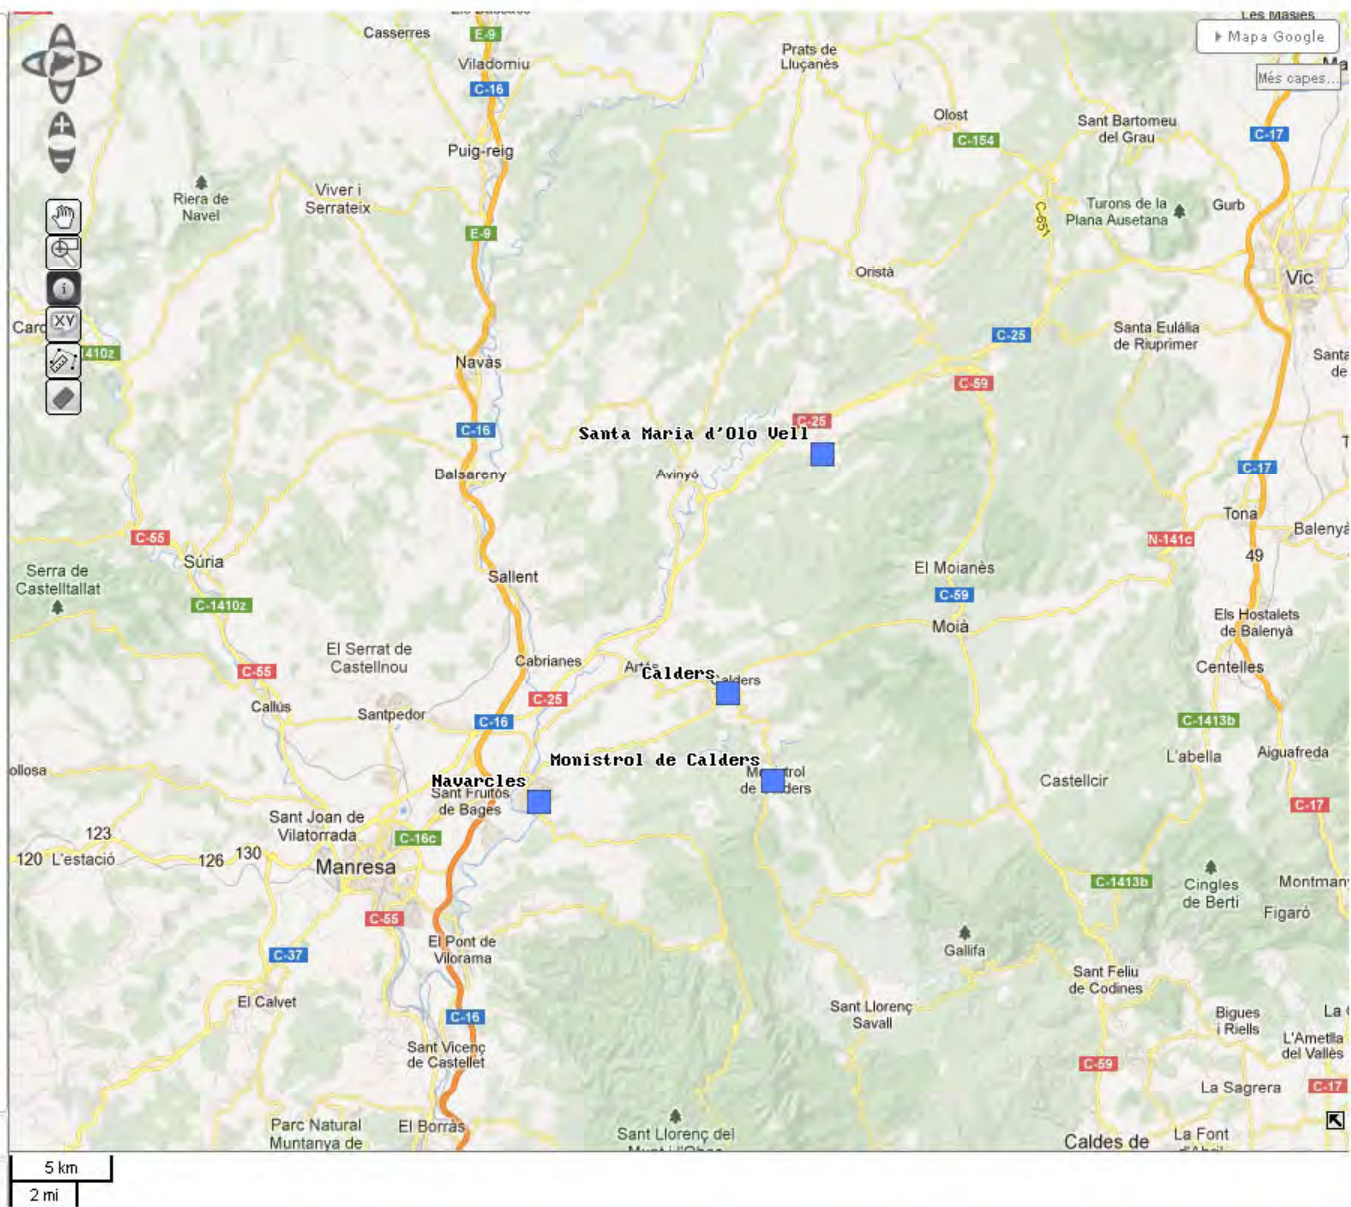 Casserres
E-9
Viladomiu
C-16
Prats de
Lluçanès
Les Masies
Mapa Google
Més capes...
Olost
C-154
Sant Bartomeu
del Grau
C-17
Puig-reig
Riera de
Navel
Viver i
Serrateix
Turons de la
Plana Ausetana
Gurb
C-651
E-9
Oristà
Vic
XY
410z
C-25
Santa Eulália
de Riuprimer
Navàs
C-59
C-16
C-25
Santa Maria d'Olo Vell
Balsareny
Avinyó
C-17
Tona
C-55
N-141c
Balenyà
49
Súria
Serra de
Castelltallat
Sallent
El Moianès
C-59
C-1410z
Els Hostalets
de Balenyà
Moià
El Serrat de
Castellnou
Cabrianes
Artés
Calders
Calders
Centelles
C-55
C-25
Callús
Santpedor
C-16
C-1413b
Monistrol de Calders
L'abella
Aiguafreda
Navarcles
Castellcir
Sant Fruitós
de Bages
C-17
Sant Joan de
Vilatorrada
123
C-16c
120
L'estació
126
130
Manresa
C-1413b
Cingles
de Berti
Figaró
C-55
El Pont de
Vilorama
C-37
Gallifa
Sant Feliu
de Codines
El Calvet
C-16
Sant Llorenç
Savall
Bigues
i Riells
L'Ametlla
del Vallès
Sant Vicenç
de Castellet
C-59
La Sagrera
C-17
Parc Natural
Muntanya de
El Borràs
Sant Llorenç del
Caldes de
La Font
5 km
2 mi